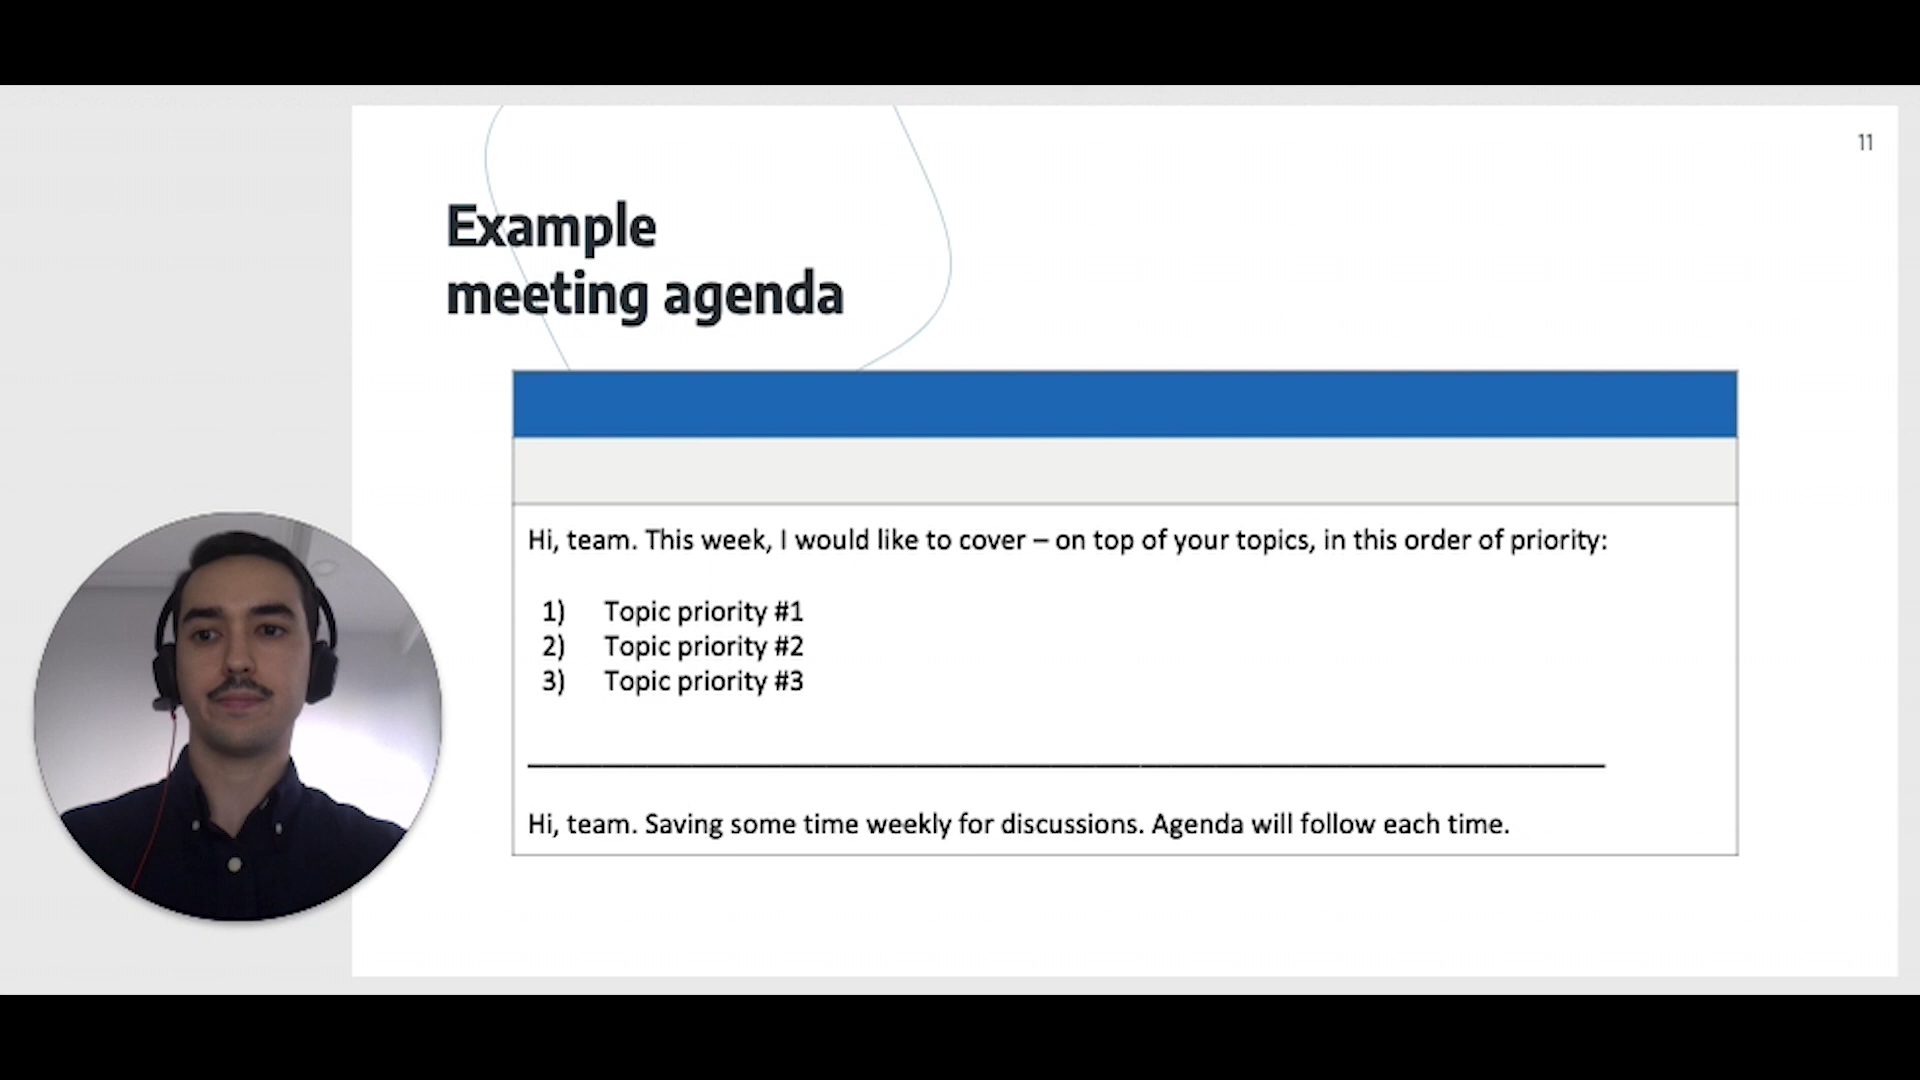 11
Example
meeting agenda
Hi, team. This week, I would like to cover – on top of your topics, in this order of priority:
1) Topic priority #1
2) Topic priority #2
3) Topic priority #3
Hi, team. Saving some time weekly for discussions. Agenda will follow each time.